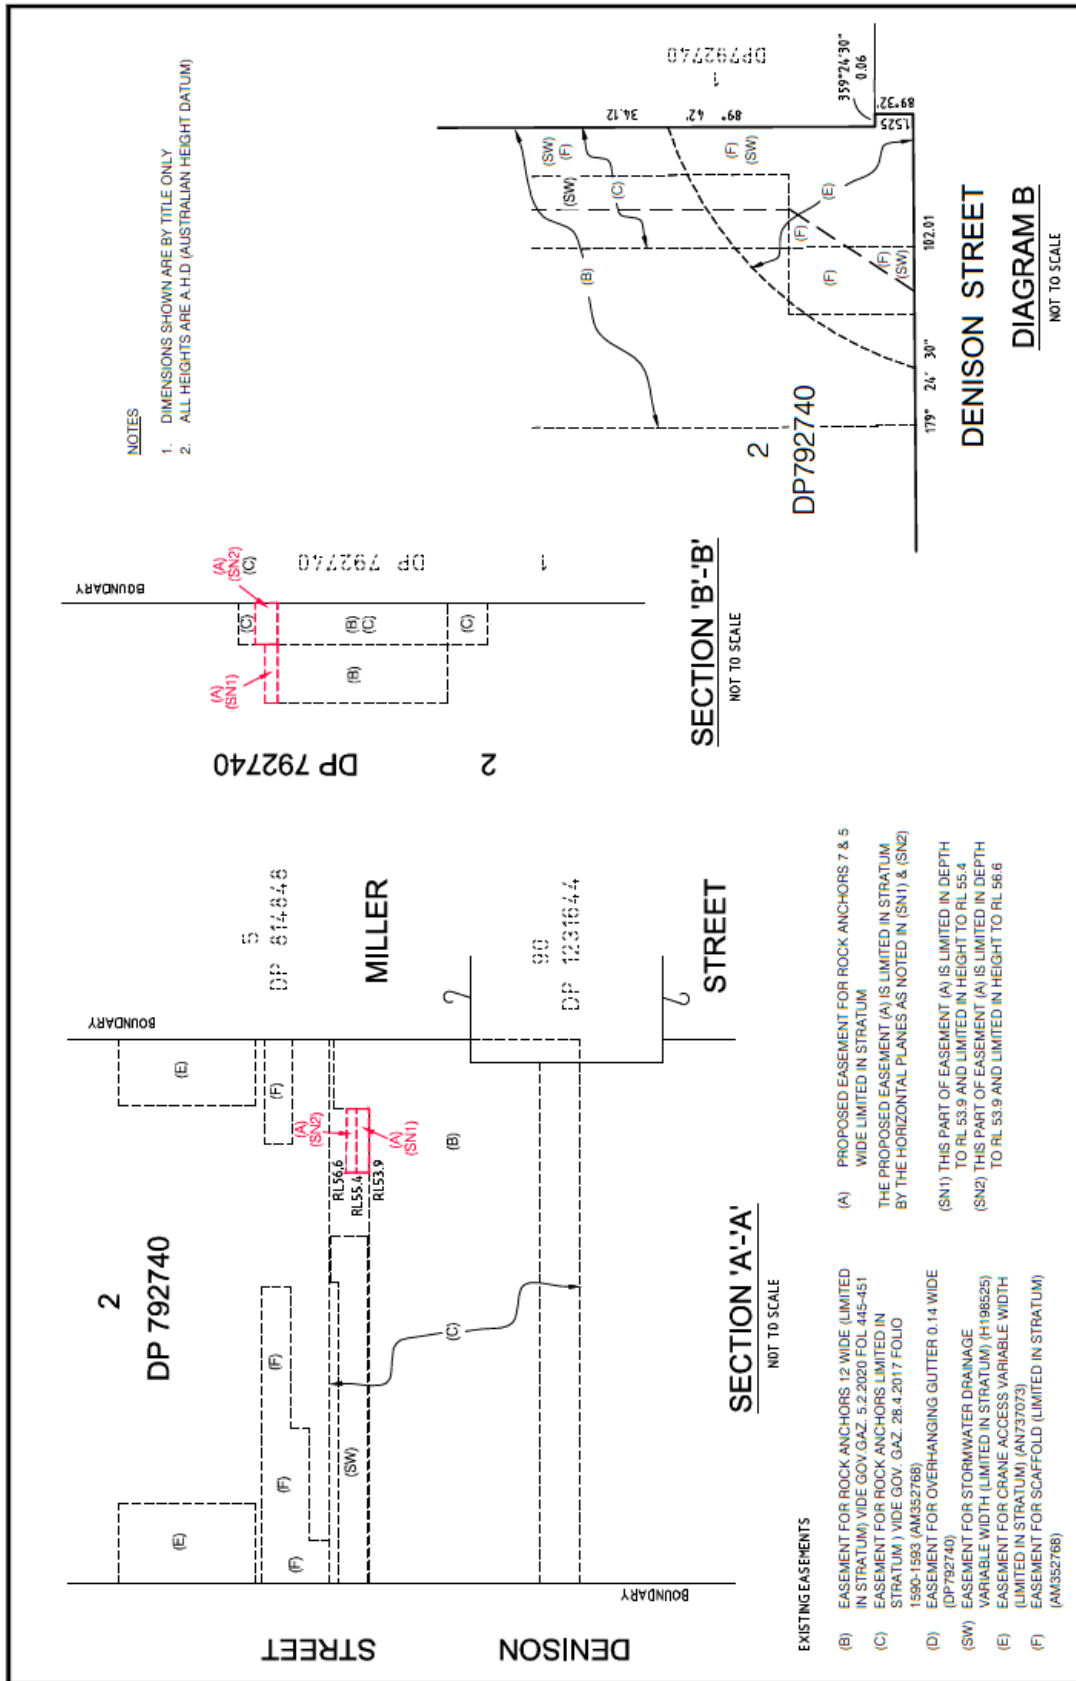 NOTES
1. DIMENSIONS SHOWN ARE BY TITLE ONLY
2. ALL HEIGHTS ARE A.H.D (AUSTRALIAN HEIGHT DATUM)
2
DP 792740
BOUNDARY
BOUNDARY
(E)
(E)
(F)
(F)
(F)
(F)
(A)
(SN2)
(A)
(SN1)
RL56.6
RL55.4
RL53.9
(SW)
(B)
(C)
5
DP 814848
MILLER
STREET
90
DP 1231644
DENISON
STREET
SECTION 'A'-'A'
NOT TO SCALE
BOUNDARY
(A)
(SN2)
(C)
(C)
(A)
(SN1)
(B)
(C)
(B)
(C)
DP 792740
2
DP 792740
1
SECTION 'B'-'B'
NOT TO SCALE
(SW)
(F)
(SW)
(C)
(B)
34.12
89° 42'
(F)
(SW)
(E)
(F)
(F)
(F)
(SW)
1
DP792740
359°24'30"
0.06
89°32'
1.525
102.01
179° 24' 30"
2
DP792740
DENISON STREET
DIAGRAM B
NOT TO SCALE
EXISTING EASEMENTS
(B) EASEMENT FOR ROCK ANCHORS 12 WIDE (LIMITED
IN STRATUM) VIDE GOV.GAZ. 5.2.2020 FOL 445-451
(C) EASEMENT FOR ROCK ANCHORS LIMITED IN
STRATUM ) VIDE GOV. GAZ. 28.4.2017 FOLIO
1590-1593 (AM352768)
(D) EASEMENT FOR OVERHANGING GUTTER 0.14 WIDE
(DP792740)
(SW) EASEMENT FOR STORMWATER DRAINAGE
VARIABLE WIDTH (LIMITED IN STRATUM) (H198525)
(E) EASEMENT FOR CRANE ACCESS VARIABLE WIDTH
(LIMITED IN STRATUM) (AN737073)
(F) EASEMENT FOR SCAFFOLD (LIMITED IN STRATUM)
(AM352768)
(A) PROPOSED EASEMENT FOR ROCK ANCHORS 7 & 5
WIDE LIMITED IN STRATUM
THE PROPOSED EASEMENT (A) IS LIMITED IN STRATUM
BY THE HORIZONTAL PLANES AS NOTED IN (SN1) & (SN2)
(SN1) THIS PART OF EASEMENT (A) IS LIMITED IN DEPTH
TO RL 53.9 AND LIMITED IN HEIGHT TO RL 55.4
(SN2) THIS PART OF EASEMENT (A) IS LIMITED IN DEPTH
TO RL 53.9 AND LIMITED IN HEIGHT TO RL 56.6